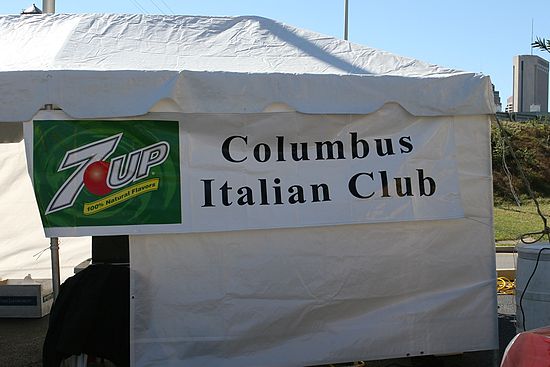 7UP
100% Natural Flavors
Columbus
Italian Club